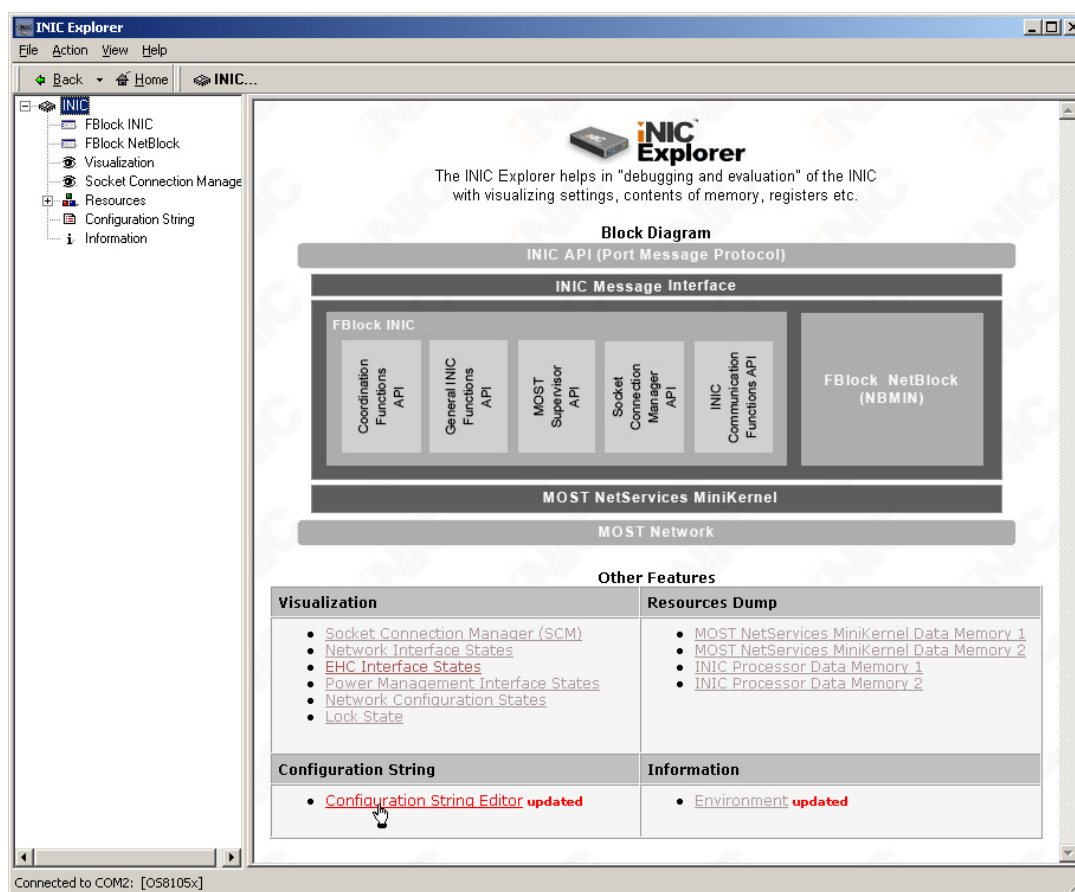 INIC Explorer
File Action View Help
Back Home INIC...
INIC
FBlock INIC
FBlock NetBlock
Visualization
Socket Connection Manage
Resources
Configuration String
Information
iNIC
Explorer
The INIC Explorer helps in "debugging and evaluation" of the INIC
with visualizing settings, contents of memory, registers etc.
Block Diagram
INIC API (Port Message Protocol)
INIC Message Interface
FBlock INIC
Coordination
Functions
API
General INIC
Functions
API
MOST
Supervisor
API
Socket
Connection
Manager
API
INIC
Communication
Functions API
FBlock NetBlock
(NBMIN)
MOST NetServices MiniKernel
MOST Network
Other Features
Visualization
Socket Connection Manager (SCM)
Network Interface States
EHC Interface States
Power Management Interface States
Network Configuration States
Lock State
Resources Dump
MOST NetServices MiniKernel Data Memory 1
MOST NetServices MiniKernel Data Memory 2
INIC Processor Data Memory 1
INIC Processor Data Memory 2
Configuration String
Configuration String Editor updated
Information
Environment updated
Connected to COM2: [OS8105x]